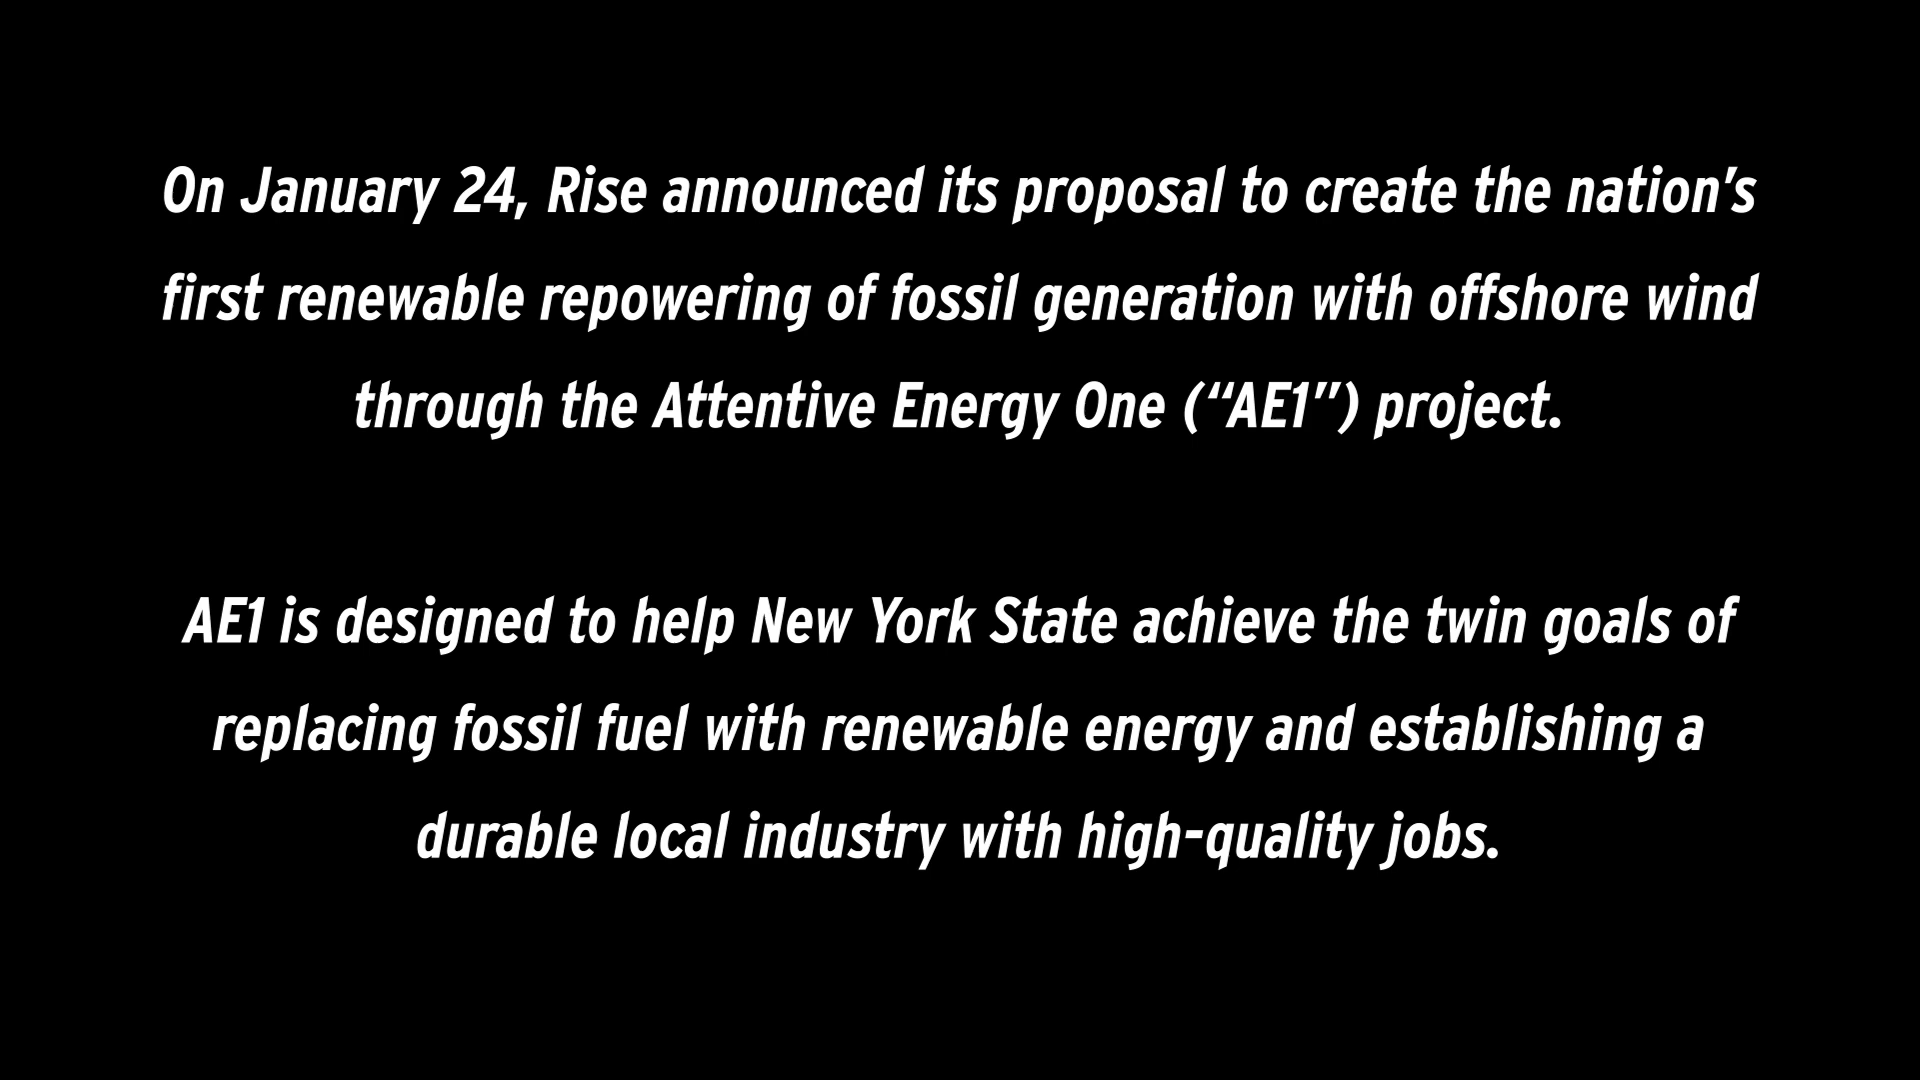 On January 24, Rise announced its proposal to create the nation’s
first renewable repowering of fossil generation with offshore wind
through the Attentive Energy One (“AE1”) project.
AE1 is designed to help New York State achieve the twin goals of
replacing fossil fuel with renewable energy and establishing a
durable local industry with high-quality jobs.